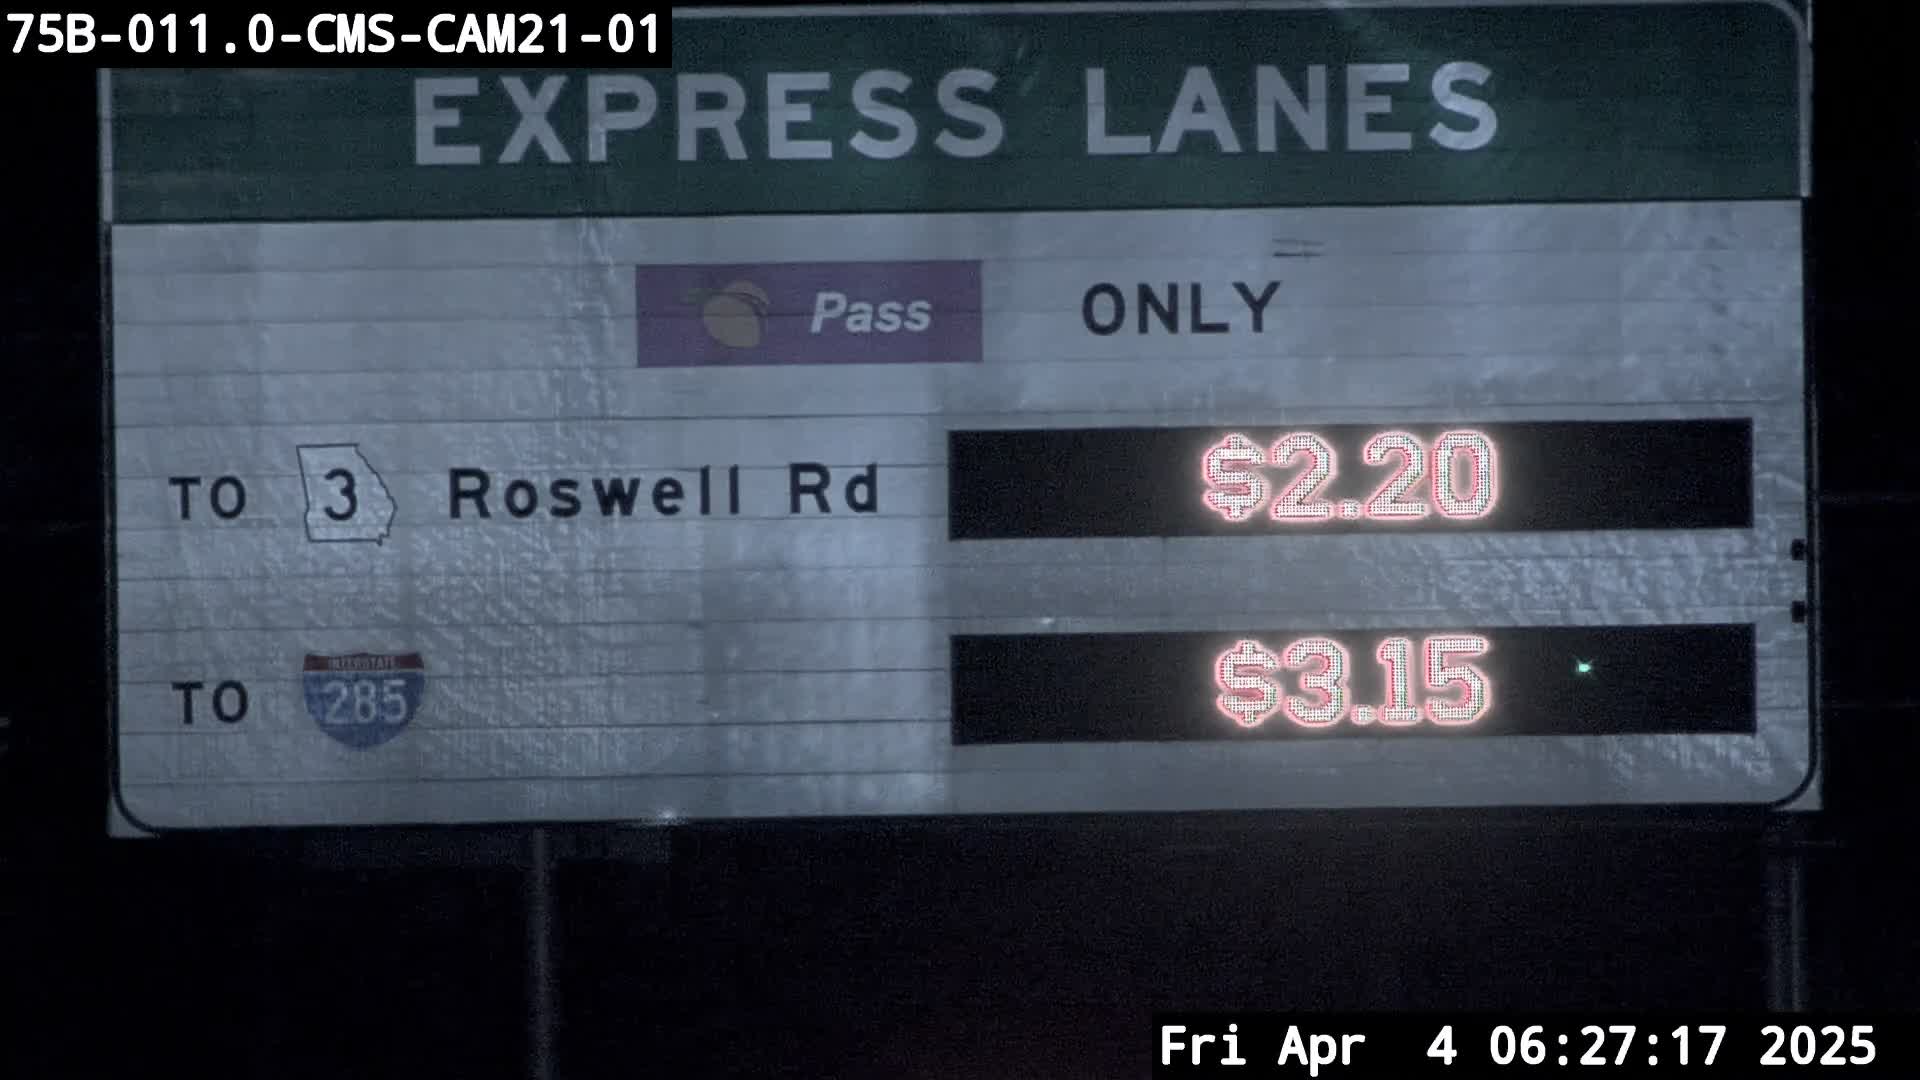 75B-011.0-CMS-CAM21-01
EXPRESS LANES
Pass ONLY
TO 3 Roswell Rd $2.20
INTERSTATE
TO 285 $3.15
Fri Apr 4 06:27:17 2025